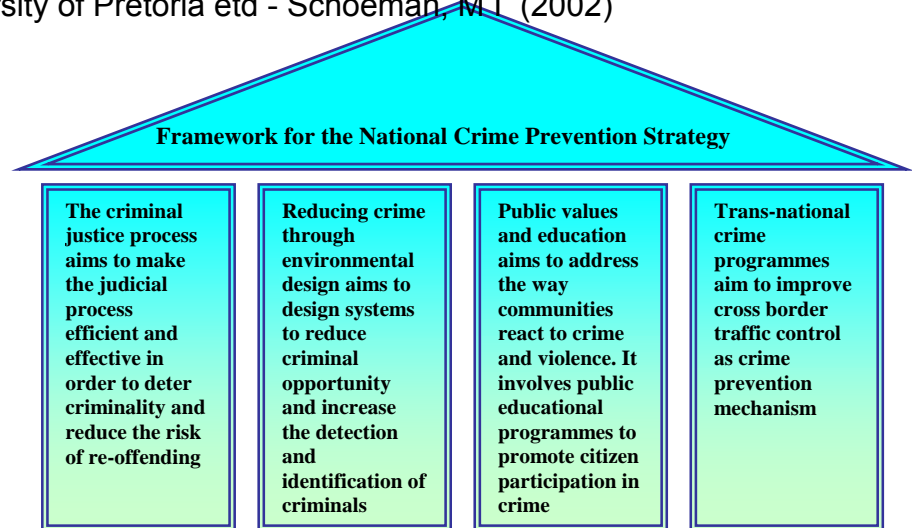 rsity of Pretoria etd - Schoeman, M I (2002)
Framework for the National Crime Prevention Strategy
The criminal
justice process
aims to make
the judicial
process
efficient and
effective in
order to deter
criminality and
reduce the risk
of re-offending
Reducing crime
through
environmental
design aims to
design systems
to reduce
criminal
opportunity
and increase
the detection
and
identification of
criminals
Public values
and education
aims to address
the way
communities
react to crime
and violence. It
involves public
educational
programmes to
promote citizen
participation in
crime
Trans-national
crime
programmes
aim to improve
cross border
traffic control
as crime
prevention
mechanism